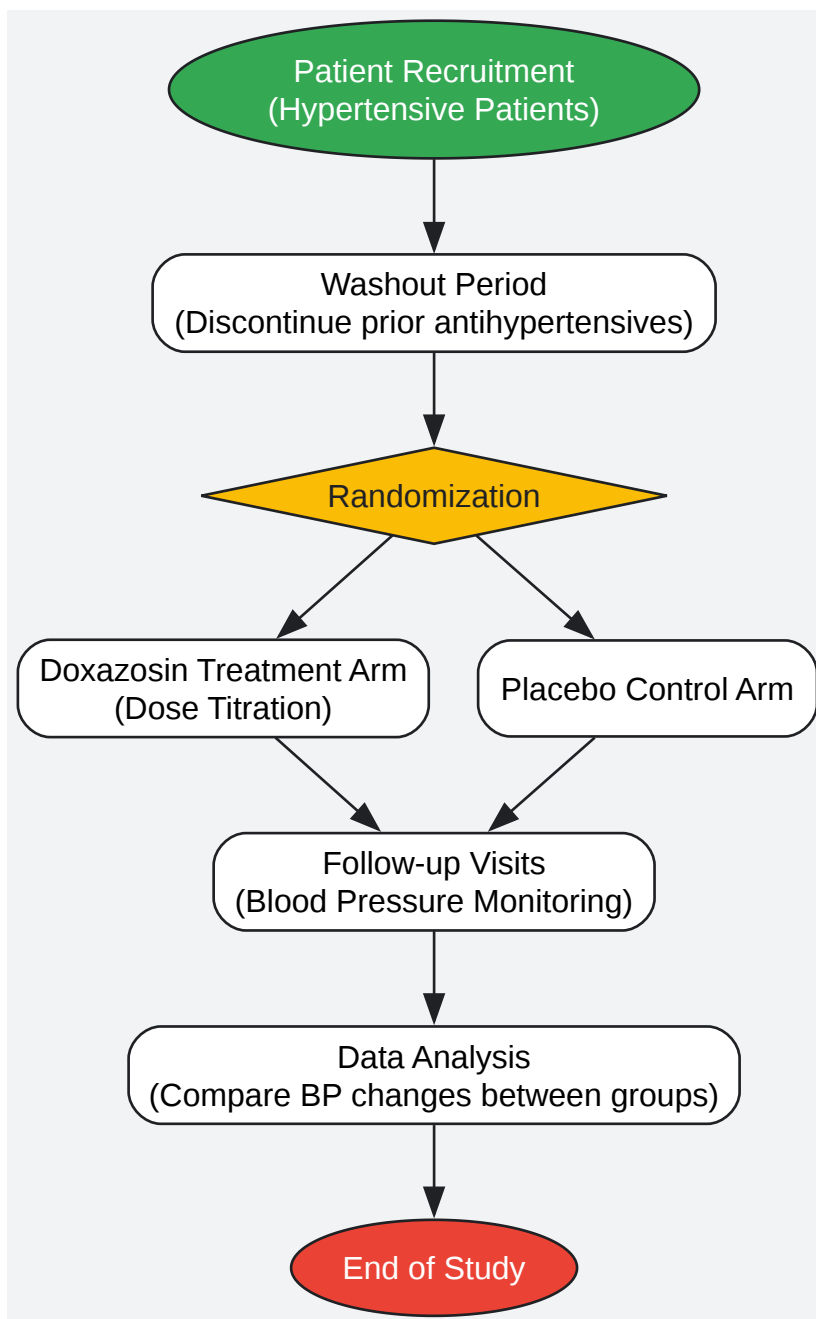 Patient Recruitment
(Hypertensive Patients)
Washout Period
(Discontinue prior antihypertensives)
Randomization
Doxazosin Treatment Arm
(Dose Titration)
Placebo Control Arm
Follow-up Visits
(Blood Pressure Monitoring)
Data Analysis
(Compare BP changes between groups)
End of Study